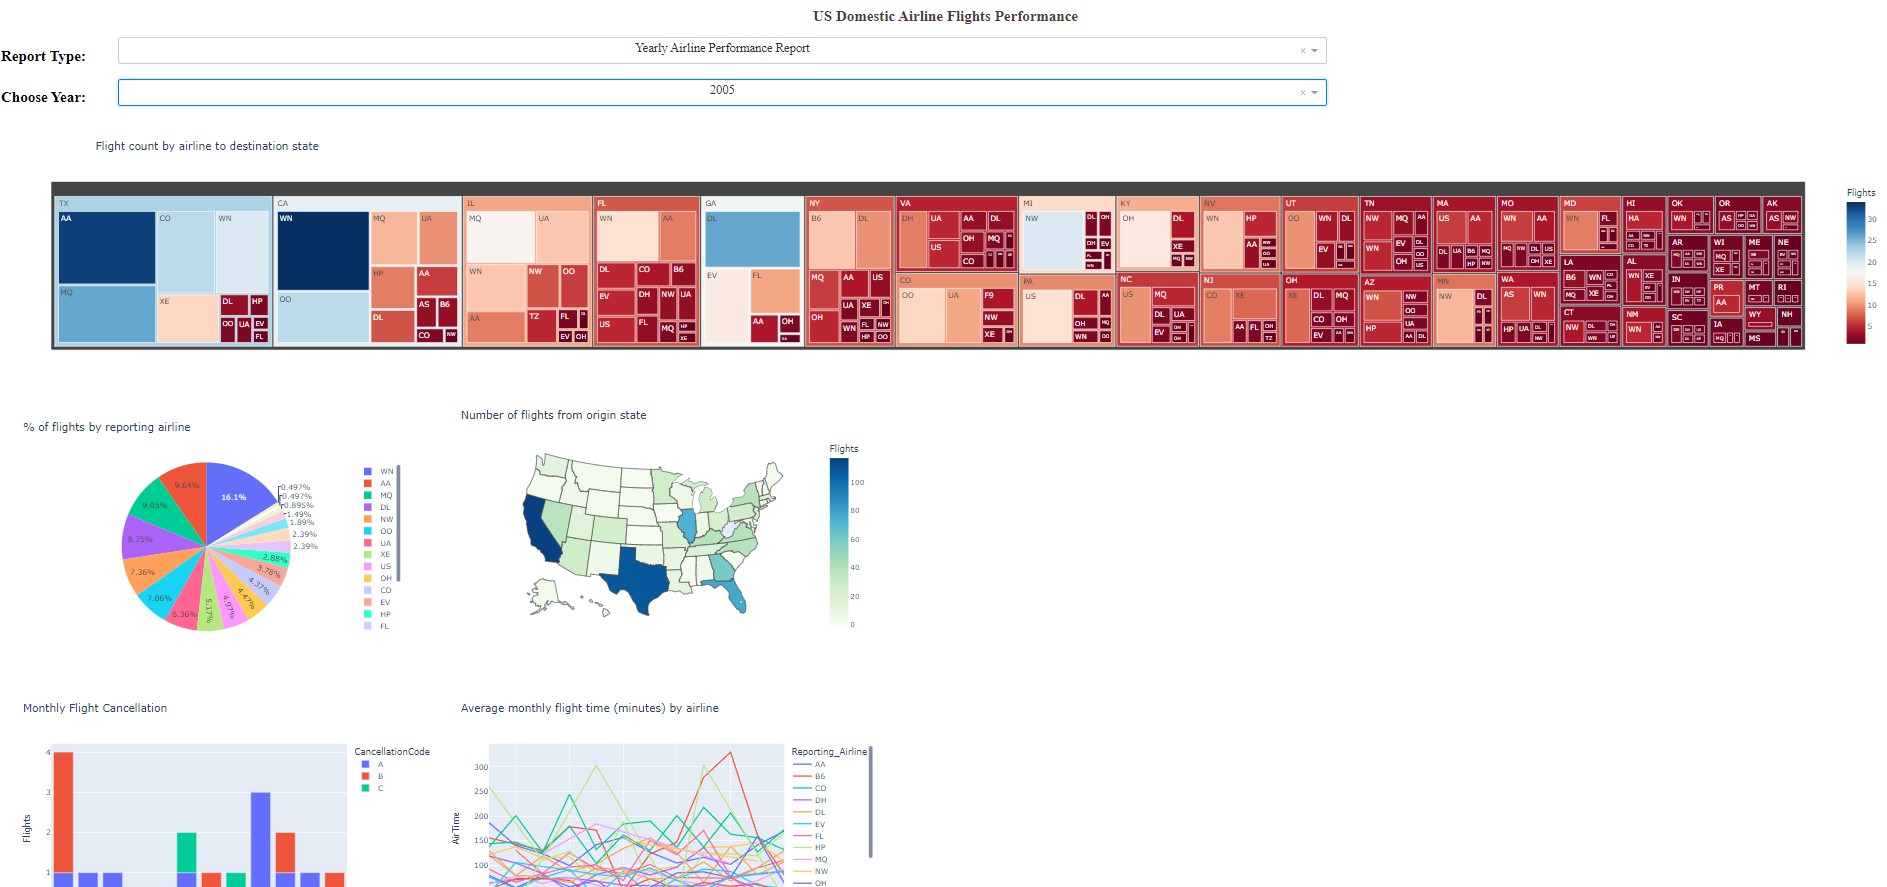 US Domestic Airline Flights Performance
Report Type:
Yearly Airline Performance Report
Choose Year:
2005
Flight count by airline to destination state
Flights
30
25
20
15
10
5
TX
AA
CO
WN
MQ
XE
DL
HP
OO
UA
EV
FL
CA
WN
MQ
UA
HP
AA
OO
DL
AS
B6
CO
NW
IL
MQ
UA
WN
NW
OO
AA
TZ
FL
DL
EV
OH
FL
WN
AA
DL
CO
B6
EV
DH
NW
UA
US
FL
MQ
HP
XE
GA
DL
EV
FL
AA
OH
NY
B6
DL
MQ
AA
US
UA
XE
OH
WN
FL
NW
HP
OO
VA
DH
UA
AA
DL
US
OH
MQ
CO
CO
OO
UA
F9
NW
XE
MI
NW
DL
OH
OH
EV
PA
US
DL
AA
OH
MQ
WN
OO
KY
OH
DL
XE
MQ
NW
NC
US
MQ
DL
UA
EV
OH
NV
WN
HP
AA
NW
OO
UA
NJ
CO
XE
AA
FL
OH
TZ
UT
OO
WN
DL
EV
OH
XE
DL
MQ
CO
OH
EV
TN
NW
MQ
AA
WN
EV
DL
OH
OO
US
AZ
WN
NW
OO
HP
UA
AA
DL
MA
US
AA
DL
UA
B6
MQ
HP
OH
MN
NW
DL
MO
WN
AA
MQ
NW
DL
US
OH
XE
WA
AS
WN
HP
UA
DL
MD
WN
FL
LA
B6
WN
MQ
XE
CT
NW
DL
WN
HI
HA
AL
WN
XE
EV
NM
WN
OK
WN
AR
MQ
IN
SC
OR
AS
WI
MQ
XE
PR
AA
IA
MQ
AK
AS
NW
ME
NE
MT
RI
WY
NH
MS
% of flights by reporting airline
16.1%
9.64%
9.05%
8.75%
7.36%
7.06%
6.36%
5.17%
4.97%
4.47%
4.37%
3.78%
2.88%
2.39%
2.39%
1.89%
1.49%
0.895%
0.497%
0.497%
WN
AA
MQ
DL
NW
OO
UA
XE
US
OH
CO
EV
HP
FL
Number of flights from origin state
Flights
100
80
60
40
20
0
Monthly Flight Cancellation
Flights
4
3
2
1
CancellationCode
A
B
C
Average monthly flight time (minutes) by airline
AirTime
300
250
200
150
100
Reporting_Airline
AA
B6
CO
DH
DL
EV
FL
HP
MQ
NW
OH